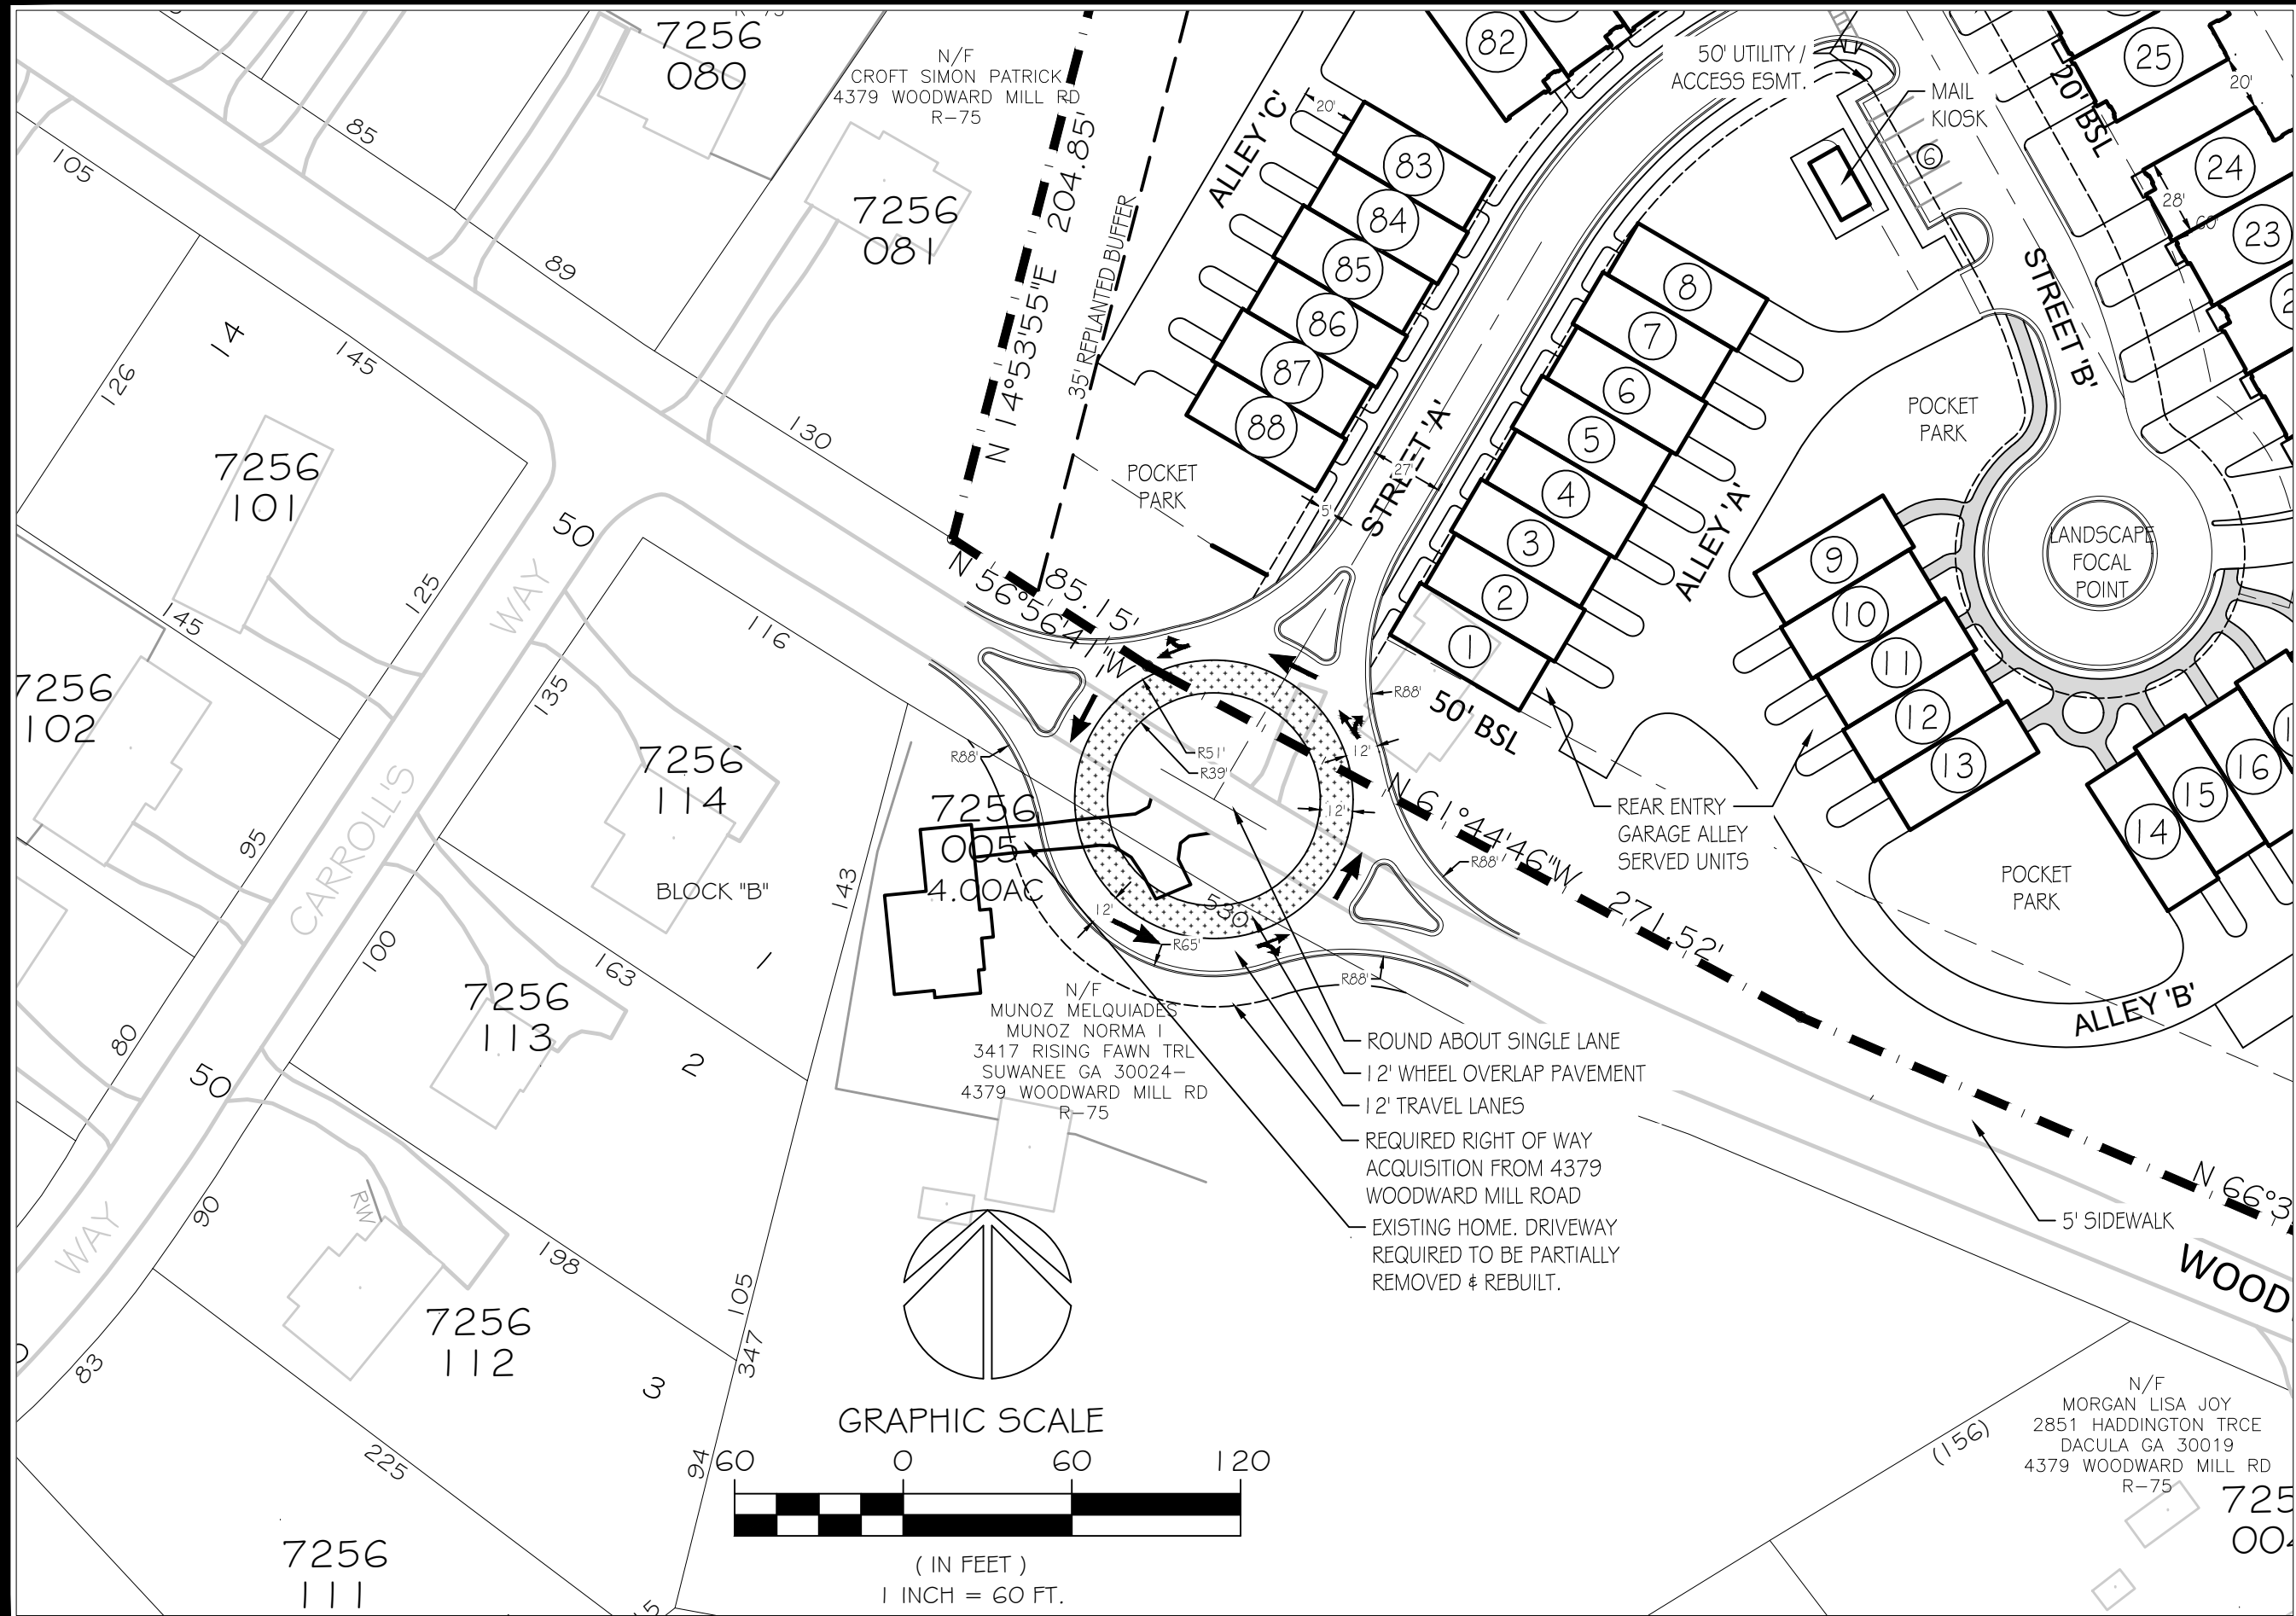 7256
080
N/F
CROFT SIMON PATRICK
4379 WOODWARD MILL RD
R-75
7256
081
105
85
89
130
N 14°53'55"E 204.85'
35' REPLANTED BUFFER
ALLEY 'C'
20'
82
83
84
85
86
87
88
50' UTILITY /
ACCESS ESMT.
MAIL
KIOSK
6
25
20' BSL
20'
24
28'
60'
23
STREET 'B'
8
7
6
5
4
3
2
1
STREET 'A'
27'
5'
ALLEY 'A'
POCKET
PARK
POCKET
PARK
LANDSCAPE
FOCAL
POINT
9
10
11
12
13
14
15
16
POCKET
PARK
ALLEY 'B'
REAR ENTRY
GARAGE ALLEY
SERVED UNITS
50' BSL
14
126
145
7256
101
145
125
50
WAY
7256
102
116
135
7256
114
95
CARROLL'S
BLOCK "B"
143
1
100
163
7256
113
80
2
50
90
RW
198
7256
112
WAY
83
3
105
347
94
225
7256
111
N 56°56'41"W
85.15'
N 61°44'46"W
271.52'
N 66°3
R88'
R51'
R39'
R88'
12'
12'
R88'
12'
R65'
R88'
530
7256
005
4.00AC
N/F
MUNOZ MELQUIADES
MUNOZ NORMA I
3417 RISING FAWN TRL
SUWANEE GA 30024-
4379 WOODWARD MILL RD
R-75
ROUND ABOUT SINGLE LANE
12' WHEEL OVERLAP PAVEMENT
12' TRAVEL LANES
REQUIRED RIGHT OF WAY
ACQUISITION FROM 4379
WOODWARD MILL ROAD
EXISTING HOME. DRIVEWAY
REQUIRED TO BE PARTIALLY
REMOVED & REBUILT.
5' SIDEWALK
WOOD
GRAPHIC SCALE
60 0 60 120
( IN FEET )
1 INCH = 60 FT.
(156)
N/F
MORGAN LISA JOY
2851 HADDINGTON TRCE
DACULA GA 30019
4379 WOODWARD MILL RD
R-75
725
00